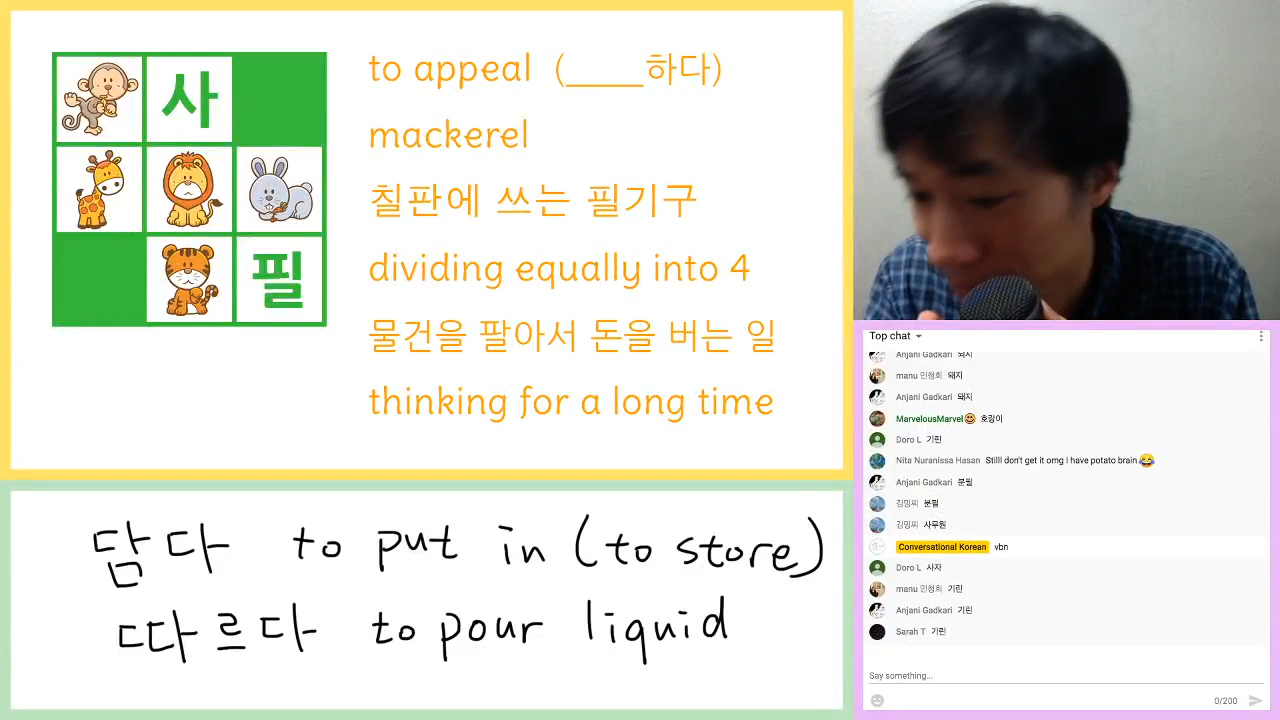 사
필
to appeal (____하다)
mackerel
칠판에 쓰는 필기구
dividing equally into 4
물건을 팔아서 돈을 버는 일
thinking for a long time
담다 to put in (to store)
따르다 to pour liquid
Top chat
Anjani Gadkari 돼지
manu 민정희 돼지
Anjani Gadkari 돼지
MarvelousMarvel 호랑이
Doro L 기린
Nita Nuranissa Hasan Stilll don't get it omg I have potato brain
Anjani Gadkari 분필
김밍찌 분필
김밍찌 사무원
Conversational Korean vbn
Doro L 사자
manu 민정희 기린
Anjani Gadkari 기린
Sarah T 기린
Say something...
0/200